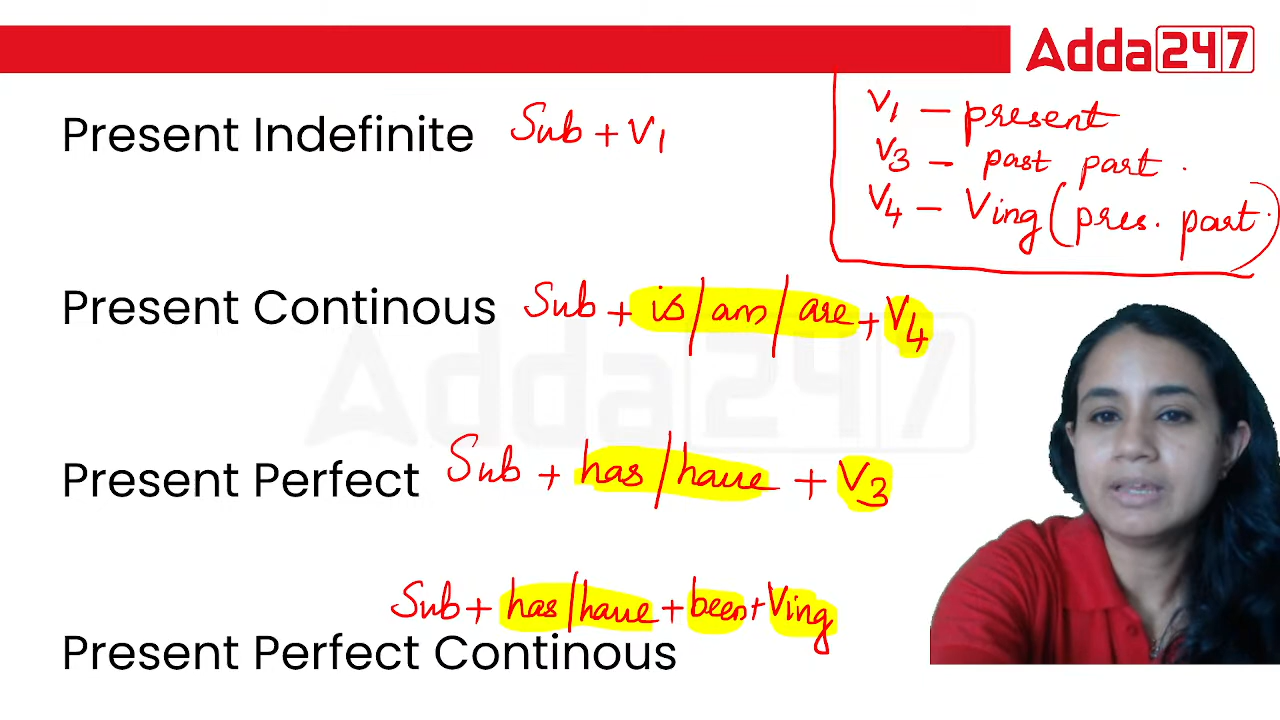 Adda247
Present Indefinite Sub + V1
V1 – present
V3 – past part.
V4 – Ving (pres. part.)
Present Continous Sub + is/am/are + V4
Adda247
Present Perfect Sub + has/have + V3
Sub + has/have + been + Ving
Present Perfect Continous